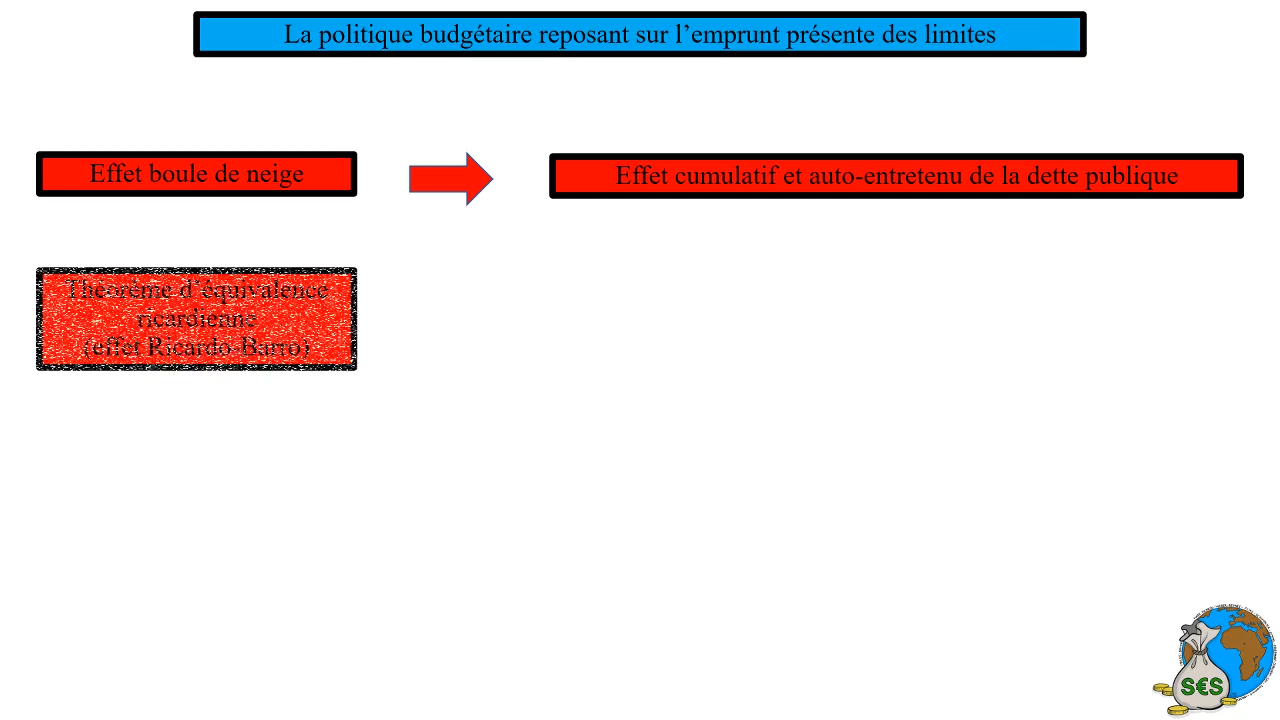 La politique budgétaire reposant sur l’emprunt présente des limites
Effet boule de neige
Effet cumulatif et auto-entretenu de la dette publique
Théorème d’équivalence
ricardienne
(effet Ricardo-Barro)
S€S